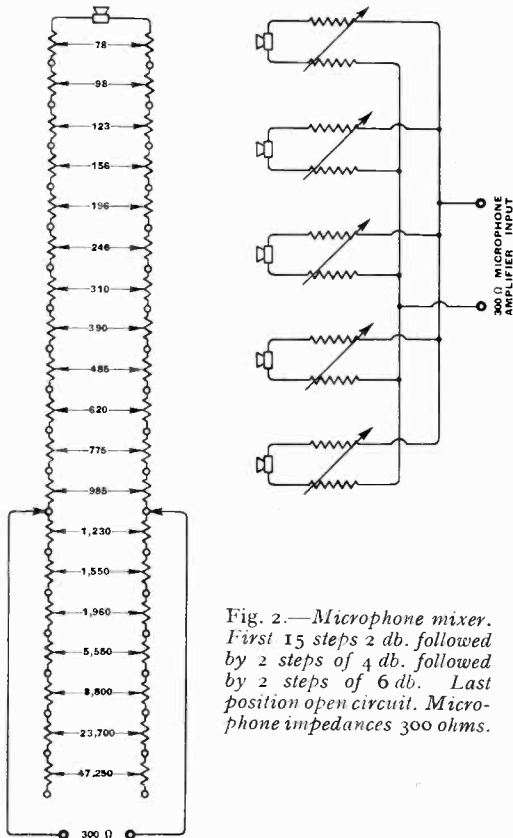 78
98
123
156
196
246
310
390
485
620
775
985
1,230
1,550
1,960
5,550
8,800
23,700
47,250
300 Ω
300 Ω MICROPHONE
AMPLIFIER INPUT
Fig. 2.—Microphone mixer.
First 15 steps 2 db. followed
by 2 steps of 4 db. followed
by 2 steps of 6 db. Last
position open circuit. Micro-
phone impedances 300 ohms.